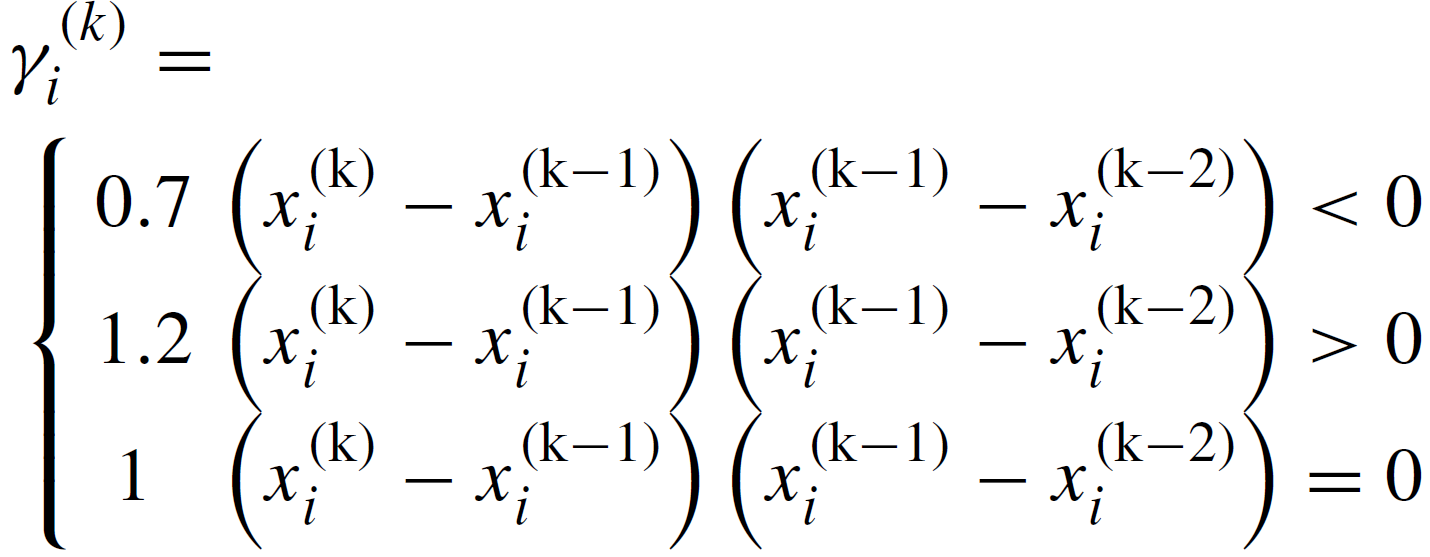 γ_i^{(k)} =
0.7 (x_i^{(k)} − x_i^{(k−1)}) (x_i^{(k−1)} − x_i^{(k−2)}) < 0
1.2 (x_i^{(k)} − x_i^{(k−1)}) (x_i^{(k−1)} − x_i^{(k−2)}) > 0
1 (x_i^{(k)} − x_i^{(k−1)}) (x_i^{(k−1)} − x_i^{(k−2)}) = 0